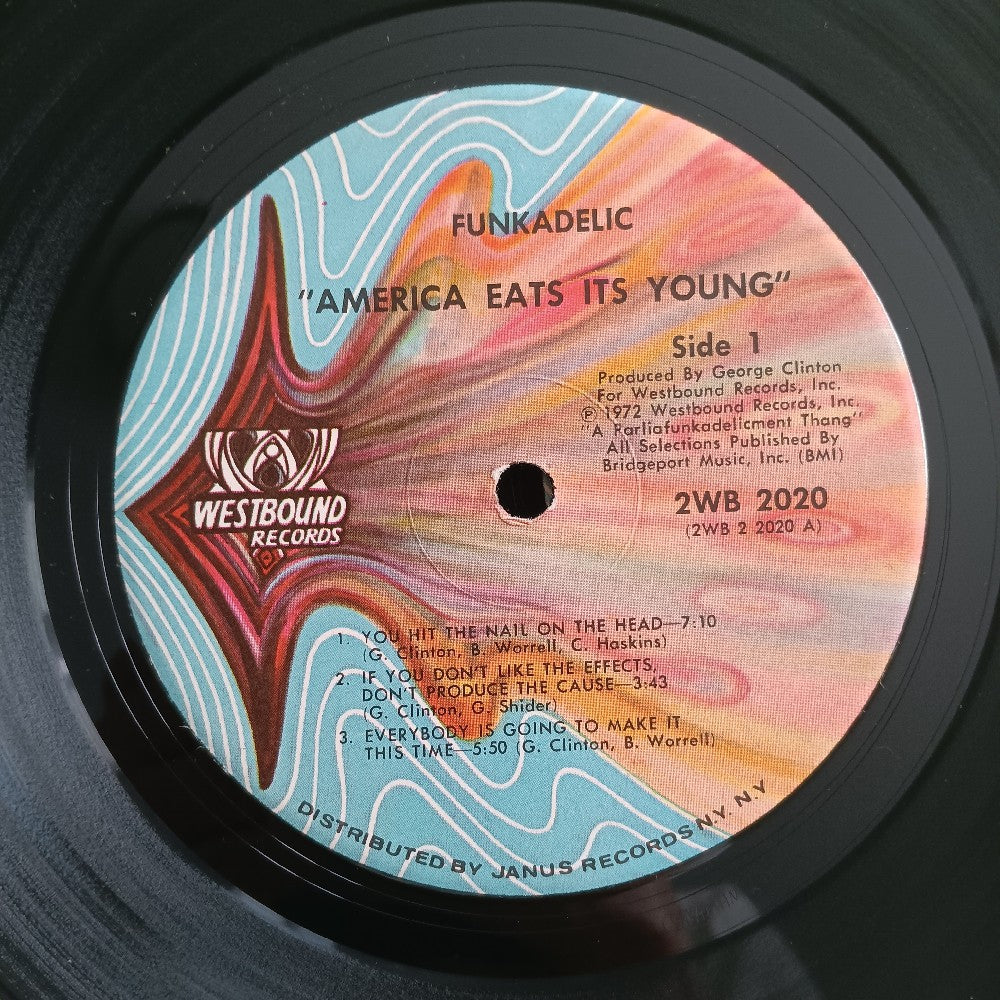 FUNKADELIC
"AMERICA EATS ITS YOUNG"
Side 1
Produced By George Clinton
For Westbound Records, Inc.
℗ 1972 Westbound Records, Inc.
"A Parliafunkadelicment Thang"
All Selections Published By
Bridgeport Music, Inc. (BMI)
2WB 2020
(2WB 2 2020 A)
WESTBOUND
RECORDS
1. YOU HIT THE NAIL ON THE HEAD—7:10
(G. Clinton, B. Worrell, C. Haskins)
2. IF YOU DON'T LIKE THE EFFECTS,
DON'T PRODUCE THE CAUSE—3:43
(G. Clinton, G. Shider)
3. EVERYBODY IS GOING TO MAKE IT
THIS TIME—5:50 (G. Clinton, B. Worrell)
DISTRIBUTED BY JANUS RECORDS N.Y. N.Y